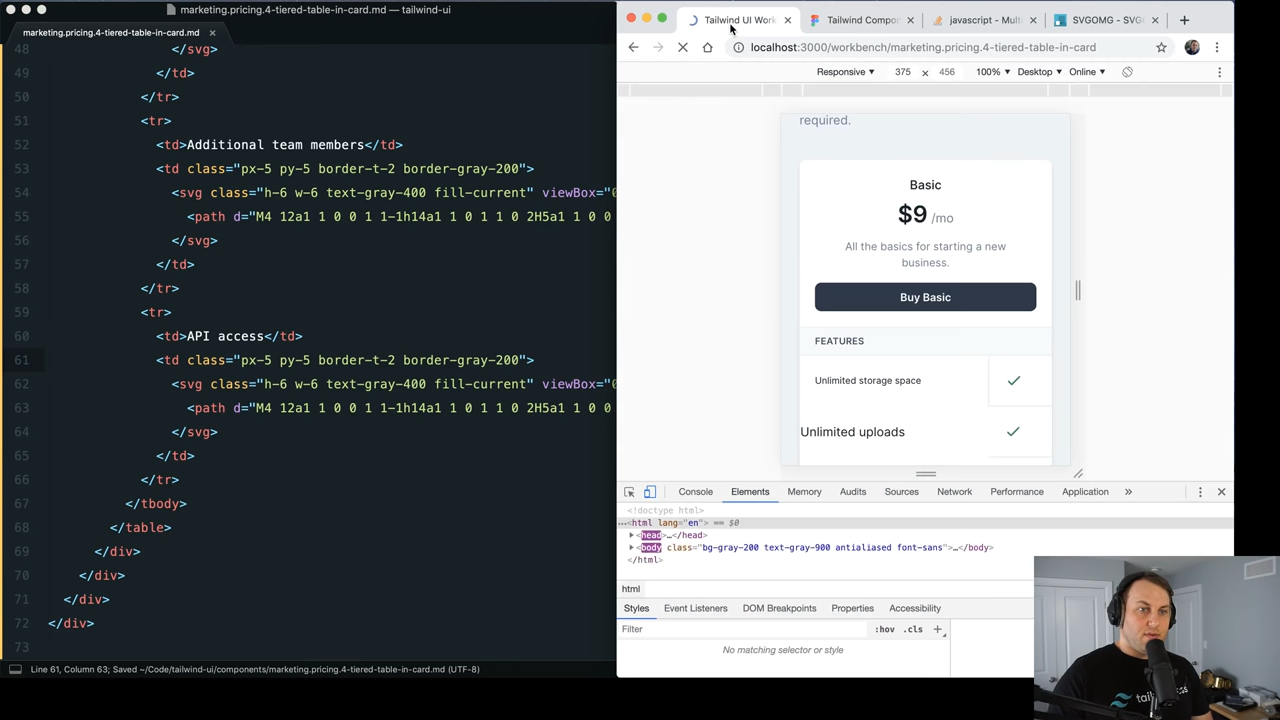 marketing.pricing.4-tiered-table-in-card.md — tailwind-ui
marketing.pricing.4-tiered-table-in-card.md ×
48 </svg>
49 </td>
50 </tr>
51 <tr>
52 <td>Additional team members</td>
53 <td class="px-5 py-5 border-t-2 border-gray-200">
54 <svg class="h-6 w-6 text-gray-400 fill-current" viewBox="0
55 <path d="M4 12a1 1 0 0 1 1-1h14a1 1 0 1 1 0 2H5a1 1 0 0
56 </svg>
57 </td>
58 </tr>
59 <tr>
60 <td>API access</td>
61 <td class="px-5 py-5 border-t-2 border-gray-200">
62 <svg class="h-6 w-6 text-gray-400 fill-current" viewBox="0
63 <path d="M4 12a1 1 0 0 1 1-1h14a1 1 0 1 1 0 2H5a1 1 0 0
64 </svg>
65 </td>
66 </tr>
67 </tbody>
68 </table>
69 </div>
70 </div>
71 </div>
72 </div>
73
Line 61, Column 63; Saved ~/Code/tailwind-ui/components/marketing.pricing.4-tiered-table-in-card.md (UTF-8)
Tailwind UI Work × Tailwind Compon × javascript - Mult × SVGOMG - SVGO ×
localhost:3000/workbench/marketing.pricing.4-tiered-table-in-card
Responsive ▼ 375 x 456 100% ▼ Desktop ▼ Online ▼
required.
Basic
$9 /mo
All the basics for starting a new
business.
Buy Basic
FEATURES
Unlimited storage space
Unlimited uploads
Console Elements Memory Audits Sources Network Performance Application »
<!doctype html>
…<html lang="en"> == $0
▶<head>…</head>
▶<body class="bg-gray-200 text-gray-900 antialiased font-sans">…</body>
</html>
html
Styles Event Listeners DOM Breakpoints Properties Accessibility
Filter :hov .cls +
No matching selector or style